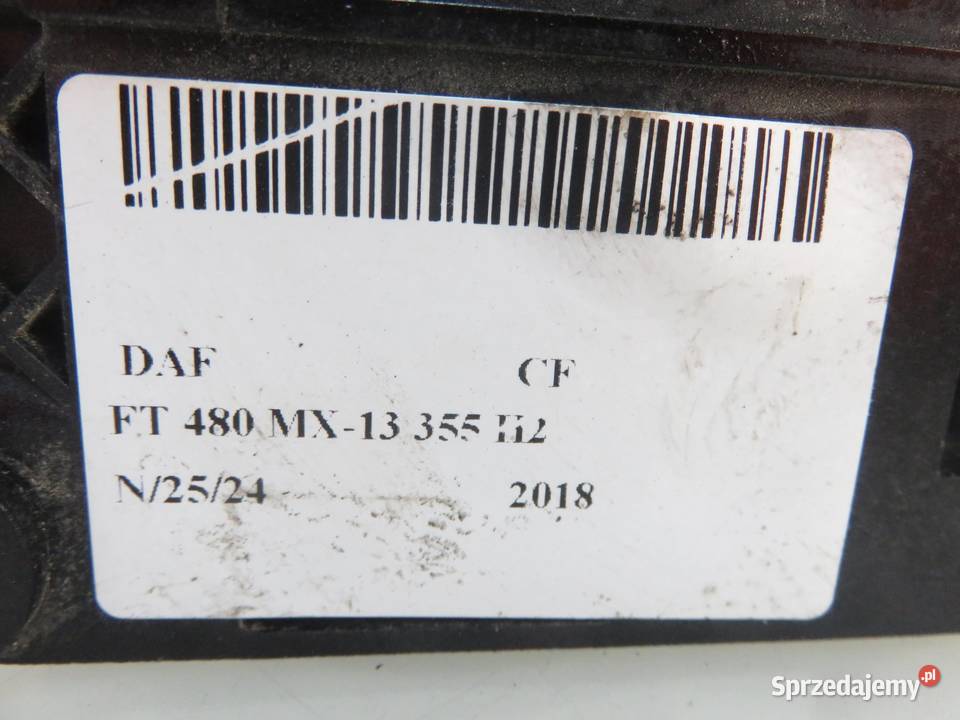 DAF CF
FT 480 MX-13 355 H2
N/25/24 2018
Sprzedajemy.pl